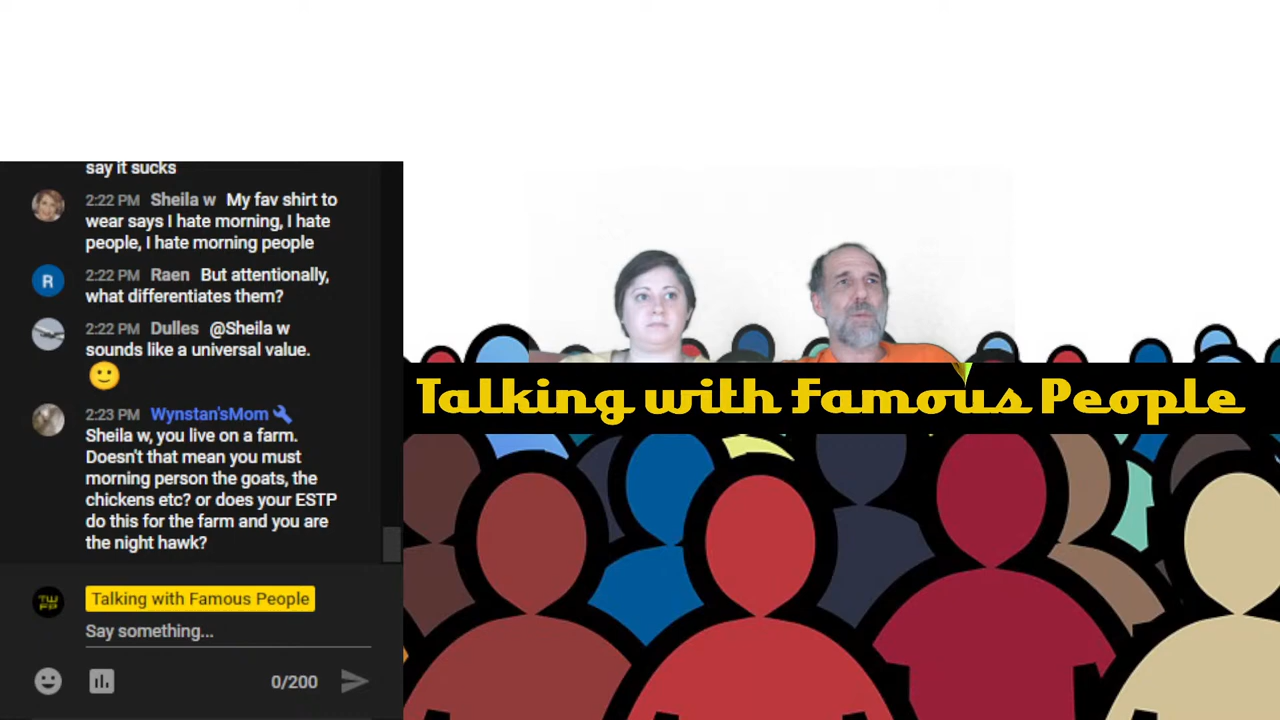 say it sucks
2:22 PM Sheila w My fav shirt to
wear says I hate morning, I hate
people, I hate morning people
R
2:22 PM Raen But attentionally,
what differentiates them?
2:22 PM Dulles @Sheila w
sounds like a universal value.
2:23 PM Wynstan'sMom
Sheila w, you live on a farm.
Doesn't that mean you must
morning person the goats, the
chickens etc? or does your ESTP
do this for the farm and you are
the night hawk?
TW
FP
Talking with Famous People
Say something...
0/200
Talking with Famous People